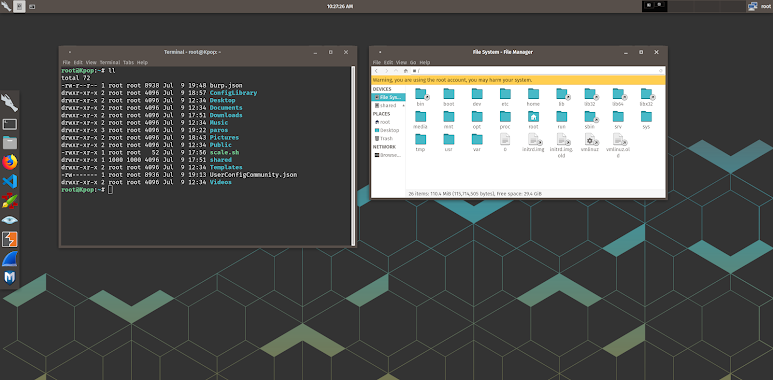 10:27:26 AM
root
Terminal - root@Kpop: ~
File Edit View Terminal Tabs Help
root@Kpop:~# ll
total 72
-rw-r--r-- 1 root root 8938 Jul  9 19:48 burp.json
drwxr-xr-x 2 root root 4096 Jul  9 18:57 ConfigLibrary
drwxr-xr-x 2 root root 4096 Jul  9 12:34 Desktop
drwxr-xr-x 2 root root 4096 Jul  9 12:34 Documents
drwxr-xr-x 2 root root 4096 Jul  9 17:51 Downloads
drwxr-xr-x 2 root root 4096 Jul  9 12:34 Music
drwxr-xr-x 3 root root 4096 Jul  9 19:22 paros
drwxr-xr-x 2 root root 4096 Jul  9 18:43 Pictures
drwxr-xr-x 2 root root 4096 Jul  9 12:34 Public
-rwxr-xr-x 1 root root   52 Jul  9 17:56 scale.sh
drwxr-xr-x 1 1000 1000 4096 Jul  9 17:51 shared
drwxr-xr-x 2 root root 4096 Jul  9 12:34 Templates
-rw------- 1 root root 8936 Jul  9 19:13 UserConfigCommunity.json
drwxr-xr-x 2 root root 4096 Jul  9 12:34 Videos
root@Kpop:~#
File System - File Manager
File Edit View Go Help
/
Warning, you are using the root account, you may harm your system.
DEVICES
File Sys...
shared
PLACES
root
Desktop
Trash
NETWORK
Browse...
bin boot dev etc home lib lib32 lib64 libx32
media mnt opt proc root run sbin srv sys
tmp usr var 0 initrd.img initrd.img.old vmlinuz vmlinuz.old
26 items: 110.4 MiB (115,774,505 bytes), Free space: 29.4 GiB